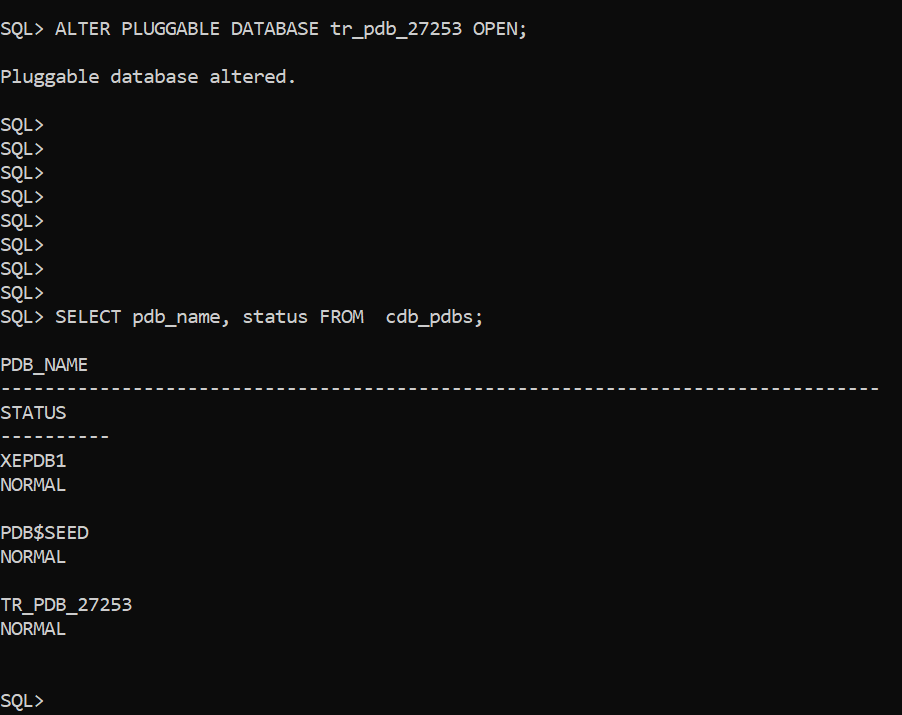 SQL> ALTER PLUGGABLE DATABASE tr_pdb_27253 OPEN;
Pluggable database altered.
SQL>
SQL>
SQL>
SQL>
SQL>
SQL>
SQL>
SQL>
SQL> SELECT pdb_name, status FROM  cdb_pdbs;
PDB_NAME
--------------------------------------------------------------------------------
STATUS
----------
XEPDB1
NORMAL
PDB$SEED
NORMAL
TR_PDB_27253
NORMAL
SQL>